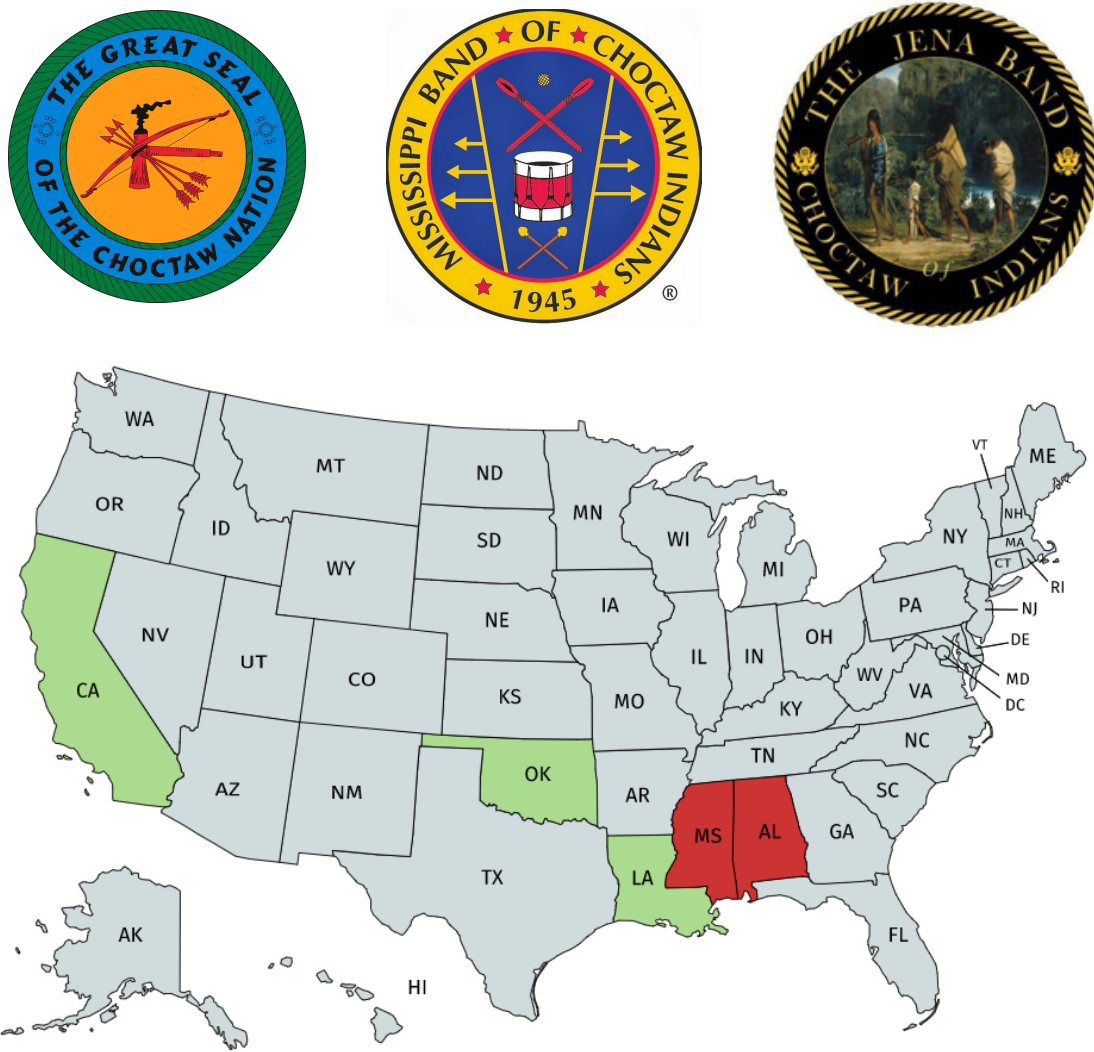 THE GREAT SEAL
OF THE CHOCTAW NATION
MISSISSIPPI BAND ★ OF ★ CHOCTAW INDIANS
★ 1945 ★
®
THE JENA BAND
Of
CHOCTAW INDIANS
WA
MT
ND
MN
VT
ME
OR
ID
SD
WI
NY
NH
MA
CT
WY
MI
RI
IA
PA
NJ
NV
NE
OH
DE
UT
IL
IN
WV
MD
CA
CO
KS
MO
VA
DC
KY
NC
TN
OK
AZ
NM
AR
SC
MS
AL
GA
TX
LA
AK
FL
HI